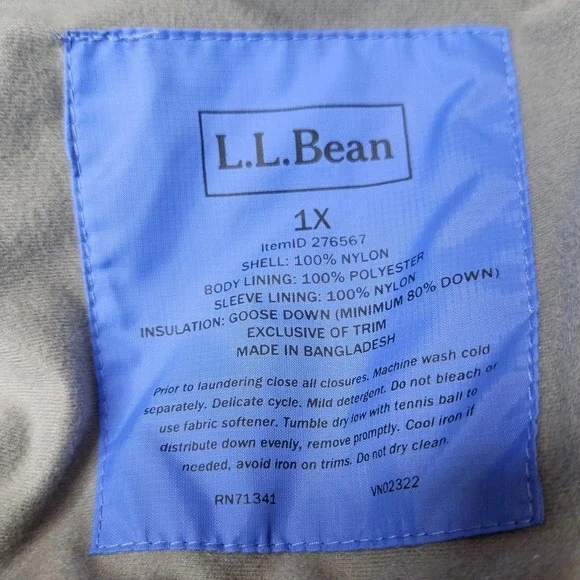 L.L.Bean
1X
ItemID 276567
SHELL: 100% NYLON
BODY LINING: 100% POLYESTER
SLEEVE LINING: 100% NYLON
INSULATION: GOOSE DOWN (MINIMUM 80% DOWN)
EXCLUSIVE OF TRIM
MADE IN BANGLADESH
Prior to laundering close all closures. Machine wash cold
separately. Delicate cycle. Mild detergent. Do not bleach or
use fabric softener. Tumble dry low with tennis ball to
distribute down evenly, remove promptly. Cool iron if
needed, avoid iron on trims. Do not dry clean.
RN71341 VN02322